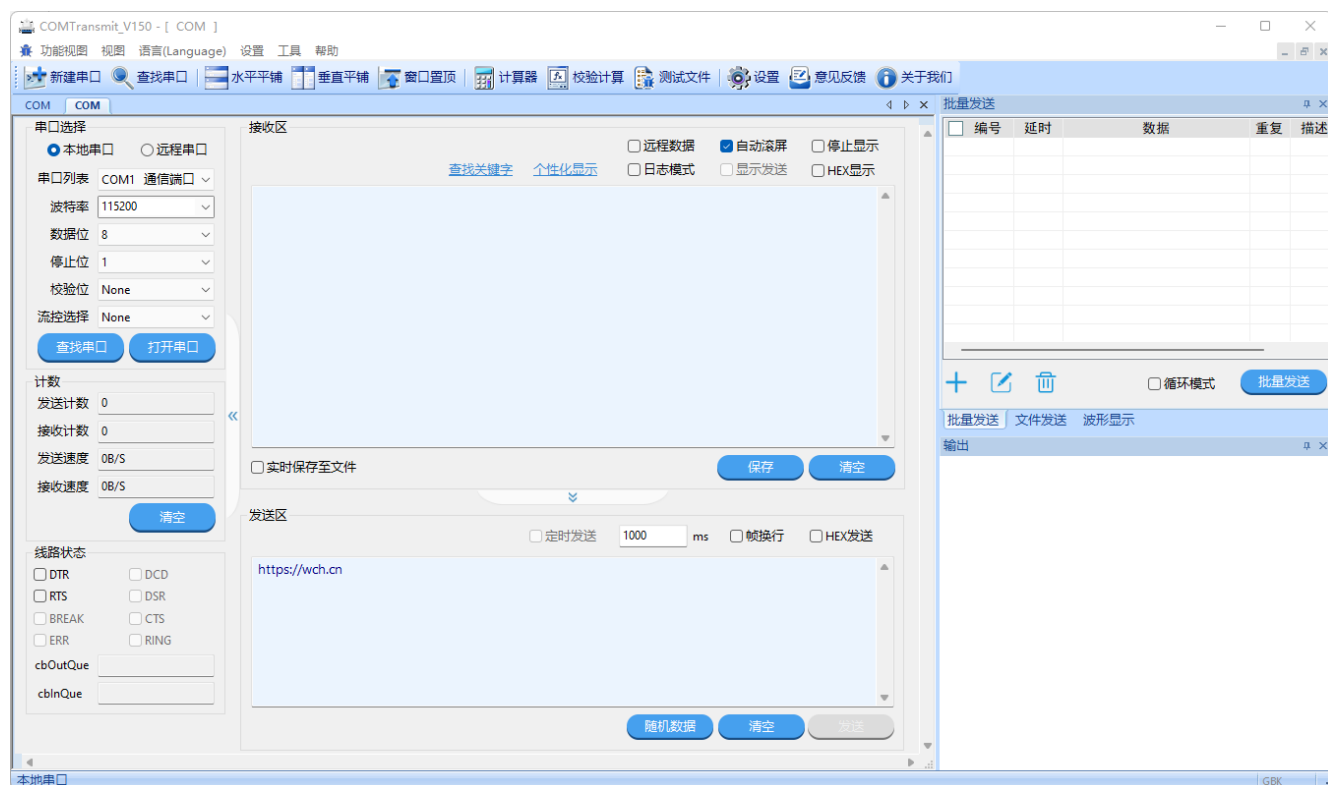 COMTransmit_V150 - [ COM ]
功能视图 视图 语言(Language) 设置 工具 帮助
新建串口 查找串口 水平平铺 垂直平铺 窗口置顶 计算器 校验计算 测试文件 设置 意见反馈 关于我们
COM COM
串口选择
本地串口 远程串口
串口列表 COM1 通信端口
波特率 115200
数据位 8
停止位 1
校验位 None
流控选择 None
查找串口 打开串口
计数
发送计数 0
接收计数 0
发送速度 0B/S
接收速度 0B/S
清空
线路状态
DTR DCD
RTS DSR
BREAK CTS
ERR RING
cbOutQue
cbInQue
接收区
远程数据 自动滚屏 停止显示
查找关键字 个性化显示 日志模式 显示发送 HEX显示
实时保存至文件 保存 清空
发送区
定时发送 1000 ms 帧换行 HEX发送
https://wch.cn
随机数据 清空 发送
批量发送
编号 延时 数据 重复 描述
循环模式 批量发送
批量发送 文件发送 波形显示
输出
本地串口 GBK